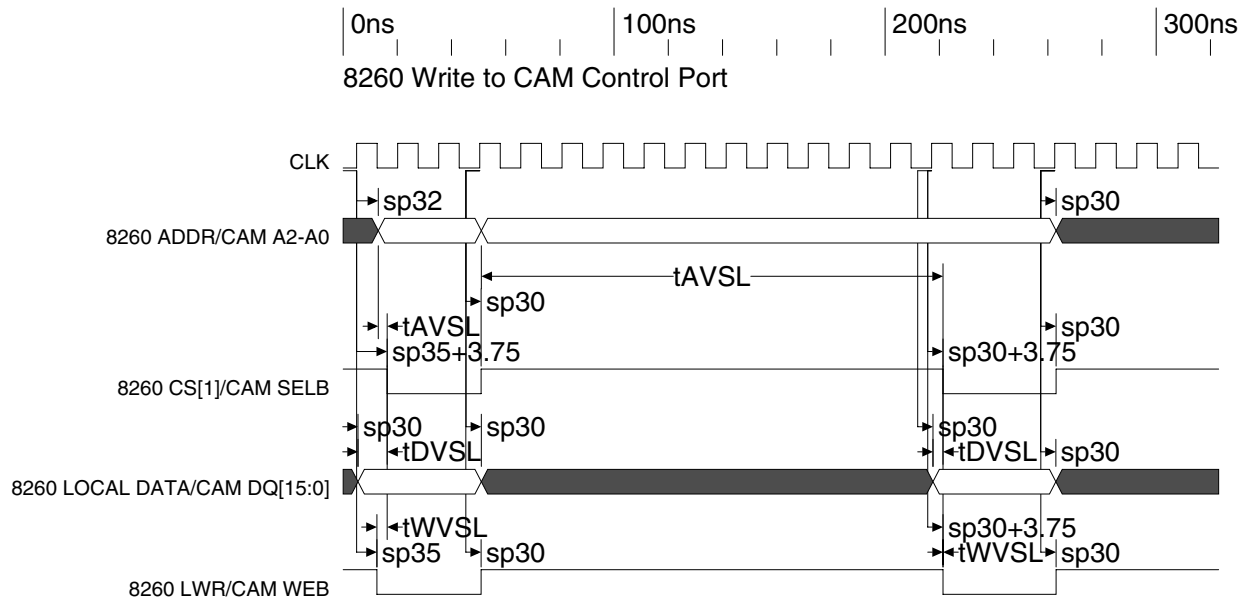 0ns 100ns 200ns 300ns
8260 Write to CAM Control Port
CLK
sp32 sp30
8260 ADDR/CAM A2-A0
tAVSL
sp30
tAVSL sp30
sp35+3.75 sp30+3.75
8260 CS[1]/CAM SELB
sp30 sp30 sp30
tDVSL tDVSL sp30
8260 LOCAL DATA/CAM DQ[15:0]
tWVSL sp30+3.75
sp35 sp30 tWVSL sp30
8260 LWR/CAM WEB